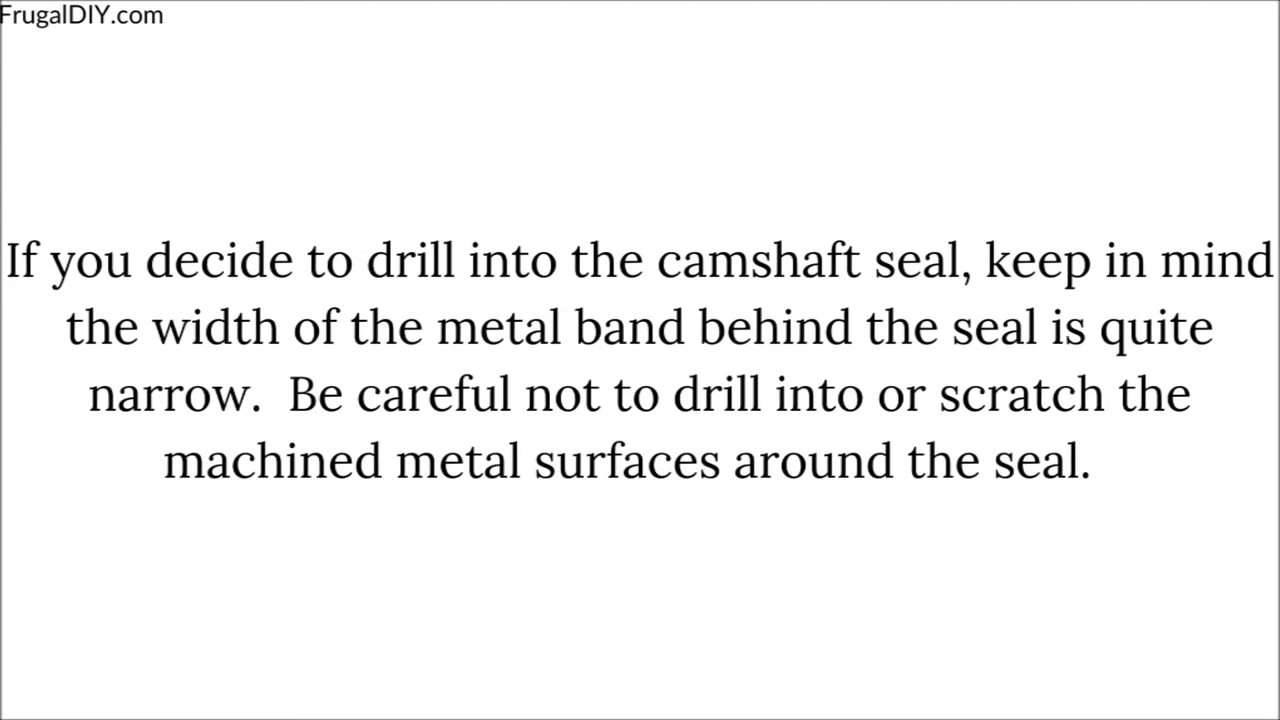 FrugalDIY.com
If you decide to drill into the camshaft seal, keep in mind
the width of the metal band behind the seal is quite
narrow.  Be careful not to drill into or scratch the
machined metal surfaces around the seal.